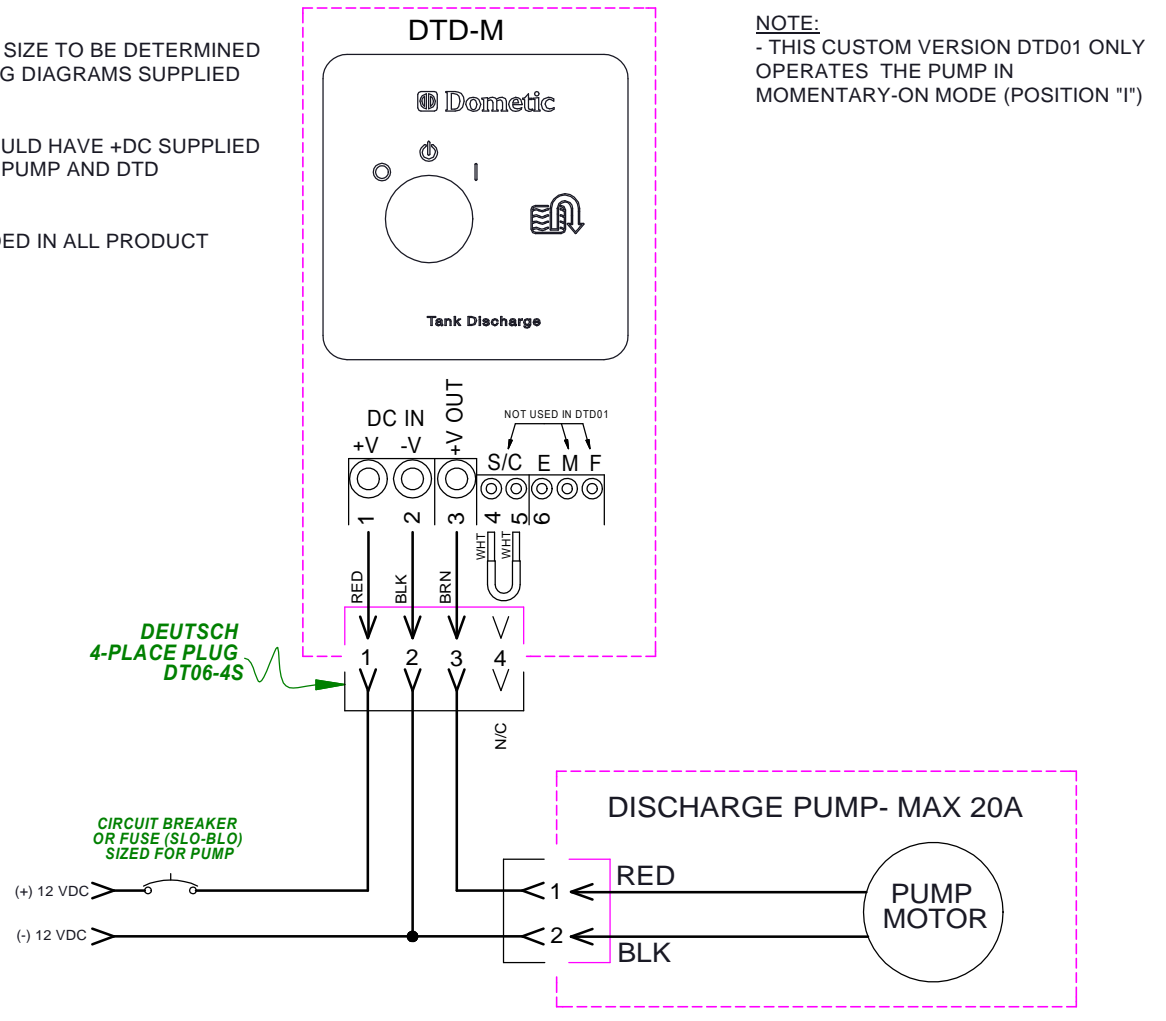 SIZE TO BE DETERMINED
G DIAGRAMS SUPPLIED
ULD HAVE +DC SUPPLIED
PUMP AND DTD
DED IN ALL PRODUCT
DTD-M
Dometic
Tank Discharge
NOTE:
- THIS CUSTOM VERSION DTD01 ONLY
OPERATES THE PUMP IN
MOMENTARY-ON MODE (POSITION "I")
DC IN
+V -V
+V OUT
NOT USED IN DTD01
S/C E M F
1 2 3 4 5 6
WHT WHT
RED BLK BRN
DEUTSCH
4-PLACE PLUG
DT06-4S
1 2 3 4
N/C
CIRCUIT BREAKER
OR FUSE (SLO-BLO)
SIZED FOR PUMP
(+) 12 VDC
(-) 12 VDC
DISCHARGE PUMP- MAX 20A
1 RED
2 BLK
PUMP
MOTOR